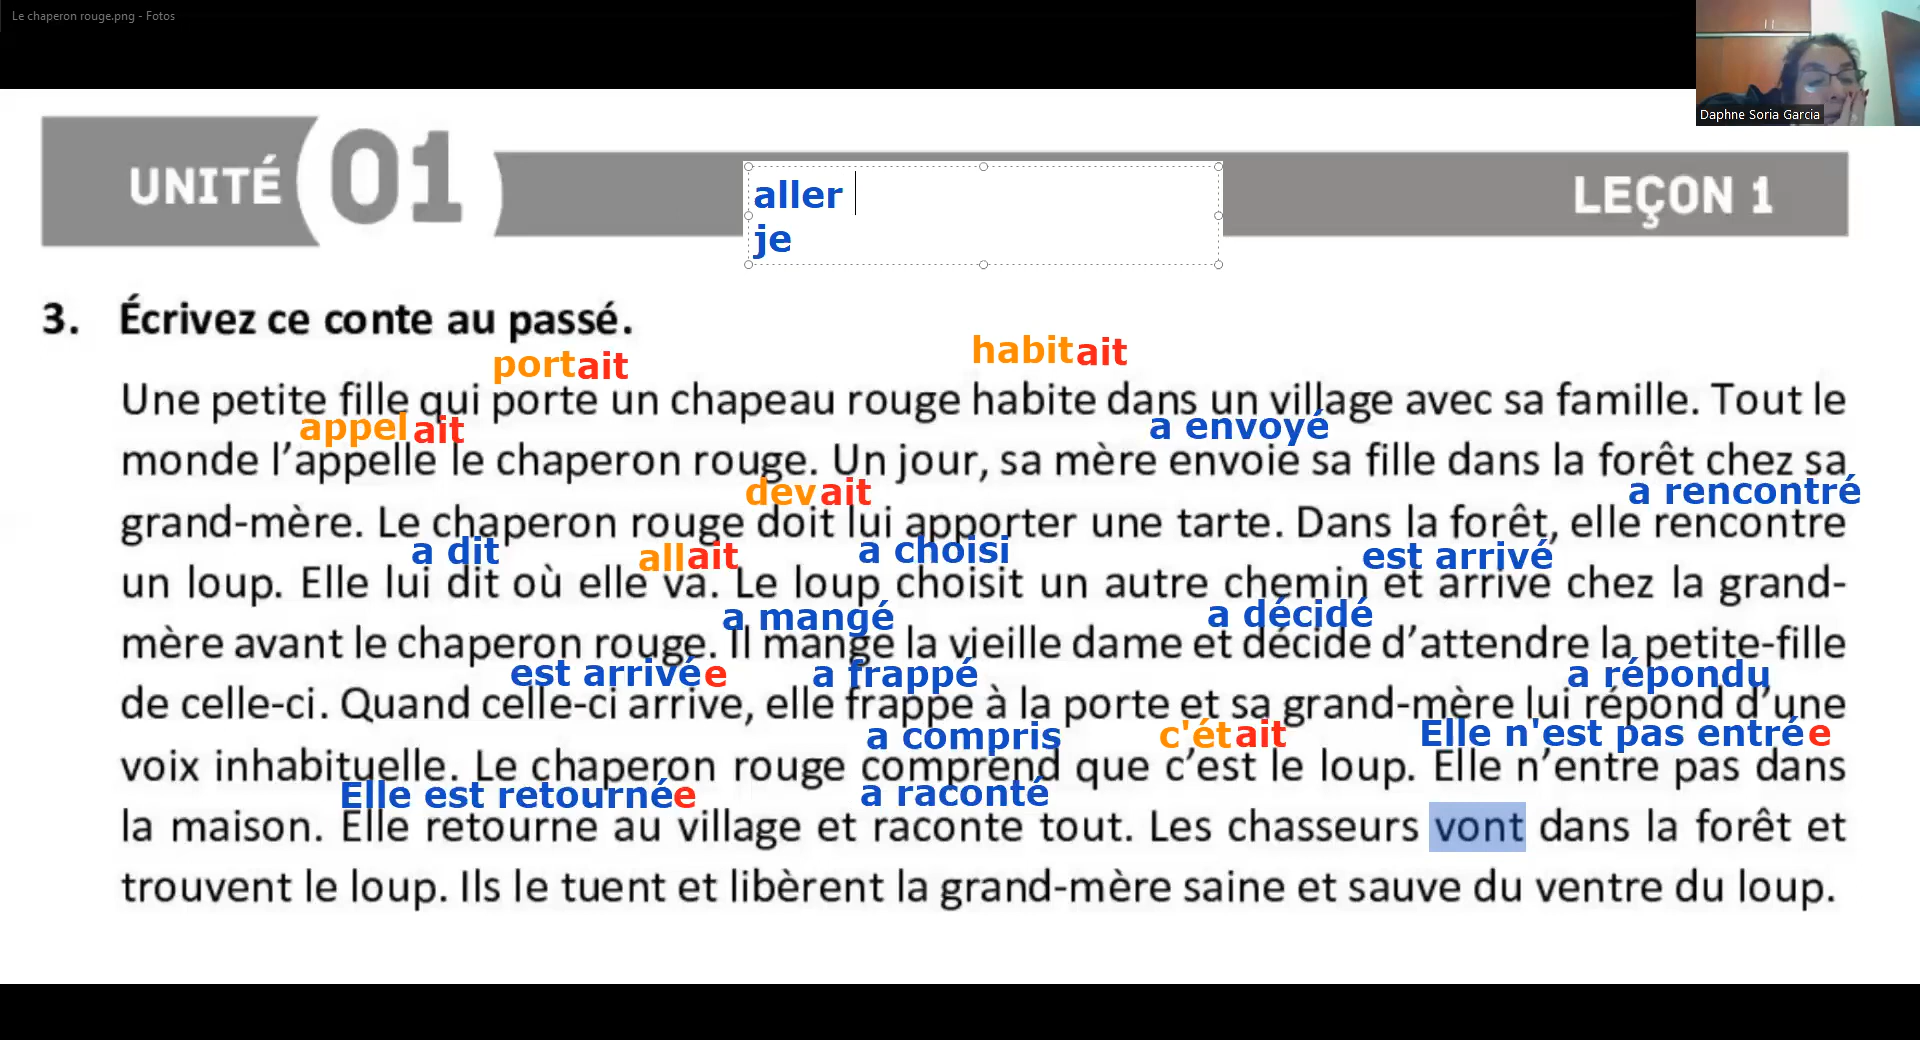 Le chaperon rouge.png - Fotos
Daphne Soria Garcia
UNITÉ 01
LEÇON 1
aller
je
3. Écrivez ce conte au passé.
portait habitait
Une petite fille qui porte un chapeau rouge habite dans un village avec sa famille. Tout le
appelait a envoyé
monde l'appelle le chaperon rouge. Un jour, sa mère envoie sa fille dans la forêt chez sa
devait a rencontré
grand-mère. Le chaperon rouge doit lui apporter une tarte. Dans la forêt, elle rencontre
a dit allait a choisi est arrivé
un loup. Elle lui dit où elle va. Le loup choisit un autre chemin et arrive chez la grand-
a mangé a décidé
mère avant le chaperon rouge. Il mange la vieille dame et décide d'attendre la petite-fille
est arrivée a frappé a répondu
de celle-ci. Quand celle-ci arrive, elle frappe à la porte et sa grand-mère lui répond d'une
a compris c'était Elle n'est pas entrée
voix inhabituelle. Le chaperon rouge comprend que c'est le loup. Elle n'entre pas dans
Elle est retournée a raconté
la maison. Elle retourne au village et raconte tout. Les chasseurs vont dans la forêt et
trouvent le loup. Ils le tuent et libèrent la grand-mère saine et sauve du ventre du loup.